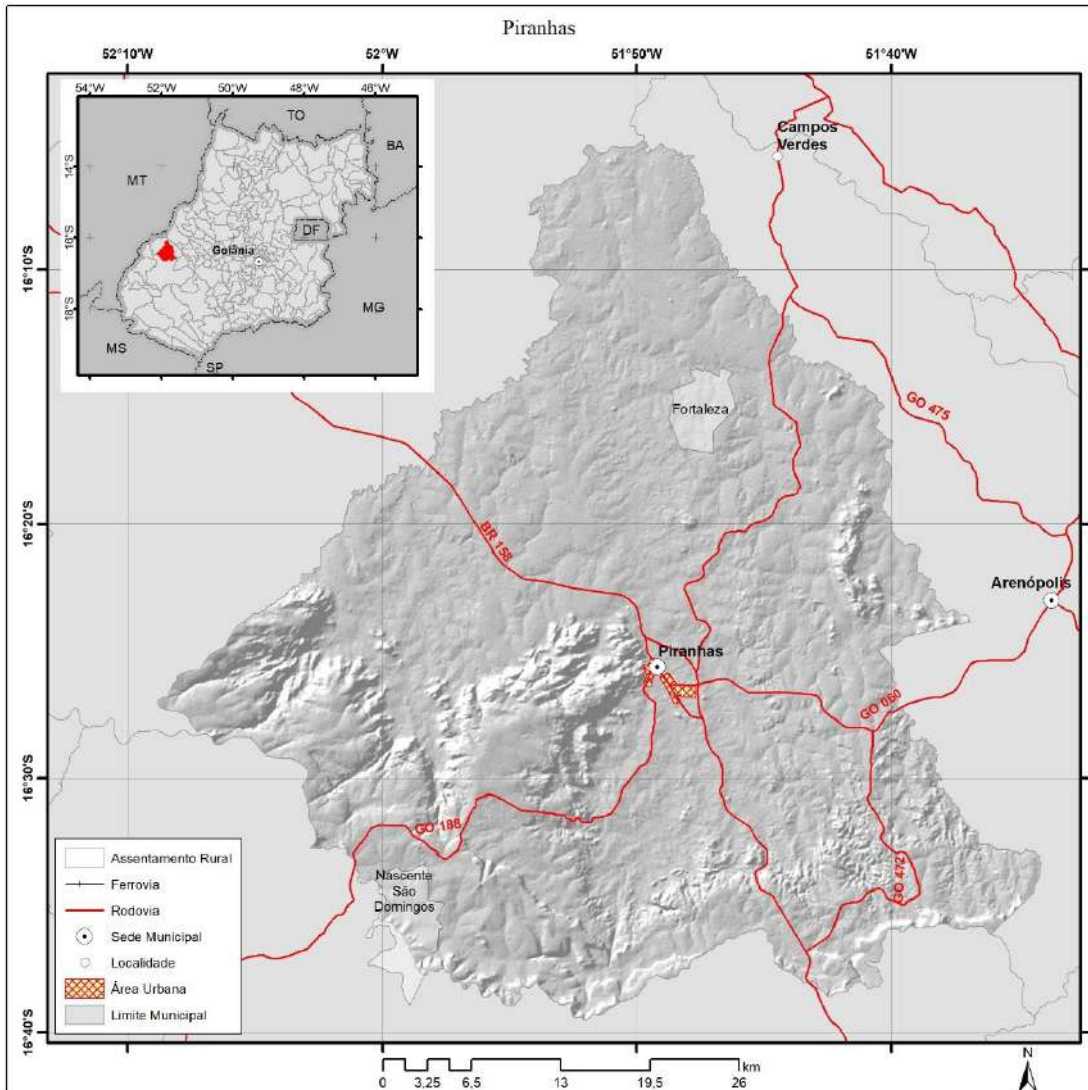 Piranhas
52°10'W
52°W
51°50'W
51°40'W
54°W
52°W
50°W
48°W
46°W
14°S
16°S
18°S
TO
BA
MT
DF
Goiânia
MG
MS
SP
Campos
Verdes
16°10'S
GO 475
Fortaleza
16°20'S
BR 158
Arenópolis
Piranhas
GO 060
16°30'S
GO 188
GO 472
Nascente
São
Domingos
16°40'S
Assentamento Rural
Ferrovia
Rodovia
Sede Municipal
Localidade
Área Urbana
Limite Municipal
0
3,25
6,5
13
19,5
26
km
N